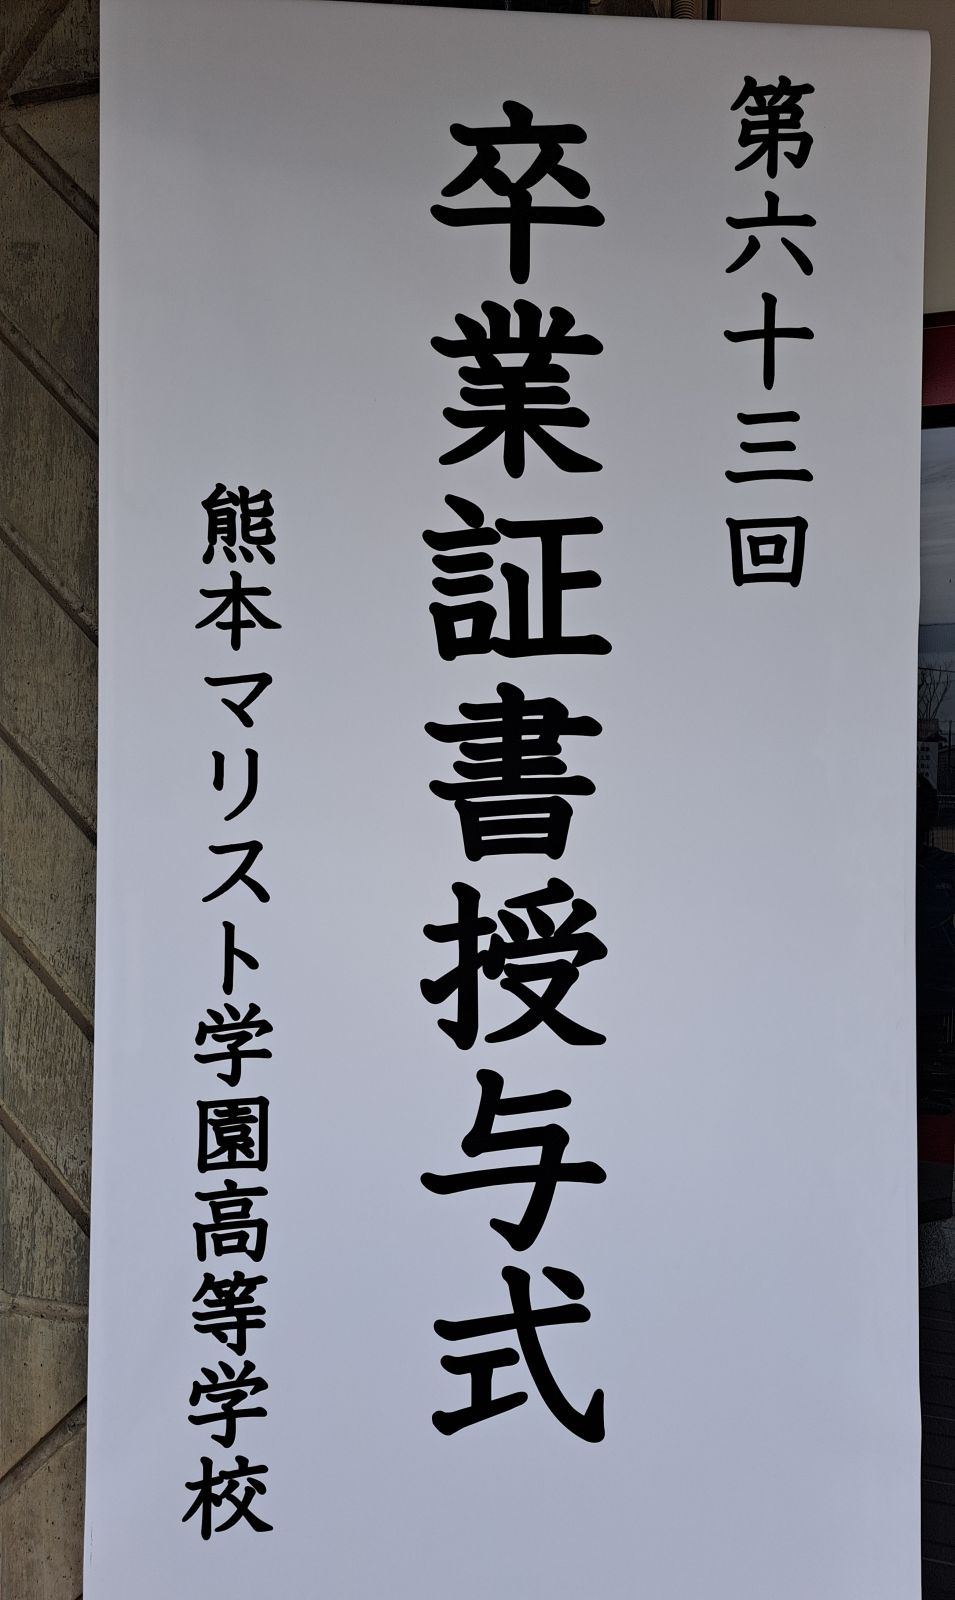 第六十三回
卒業証書授与式
熊本マリスト学園高等学校